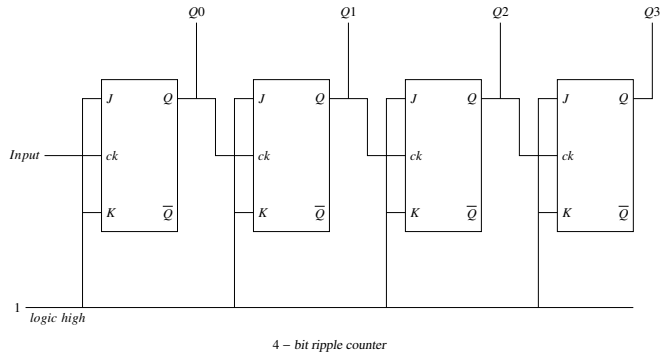 Q0 Q1 Q2 Q3
J Q J Q J Q J Q
Input ck ck ck ck
K Q̅ K Q̅ K Q̅ K Q̅
1
logic high
4 – bit ripple counter